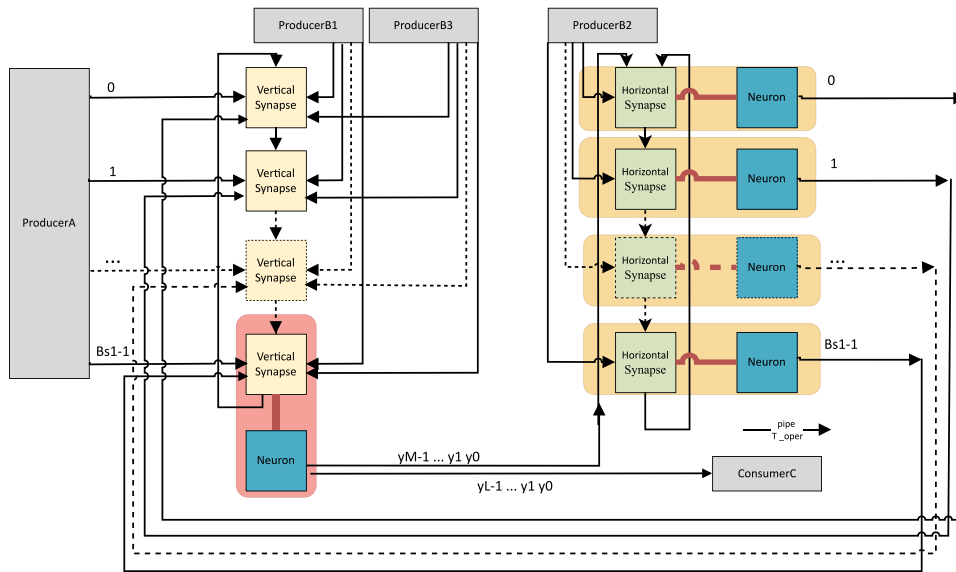 ProducerB1
ProducerB3
ProducerB2
ProducerA
0
1
...
Bs1-1
Vertical
Synapse
Vertical
Synapse
Vertical
Synapse
Vertical
Synapse
Neuron
Horizontal
Synapse
Neuron
0
Horizontal
Synapse
Neuron
1
Horizontal
Synapse
Neuron
...
Horizontal
Synapse
Neuron
Bs1-1
pipe
T_oper
yM-1 ... y1 y0
yL-1 ... y1 y0
ConsumerC